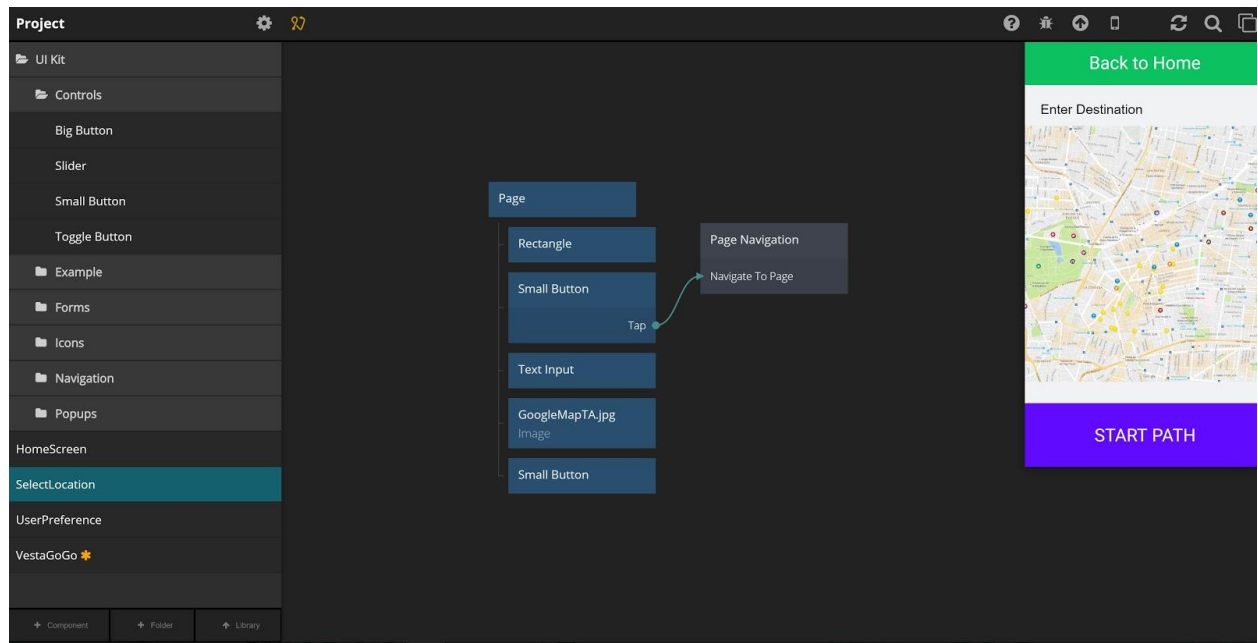 Project
UI Kit
Controls
Big Button
Slider
Small Button
Toggle Button
Example
Forms
Icons
Navigation
Popups
HomeScreen
SelectLocation
UserPreference
VestaGoGo
+ Component
+ Folder
Library
Page
Rectangle
Small Button
Tap
Text Input
GoogleMapTA.jpg
Image
Small Button
Page Navigation
Navigate To Page
Back to Home
Enter Destination
START PATH